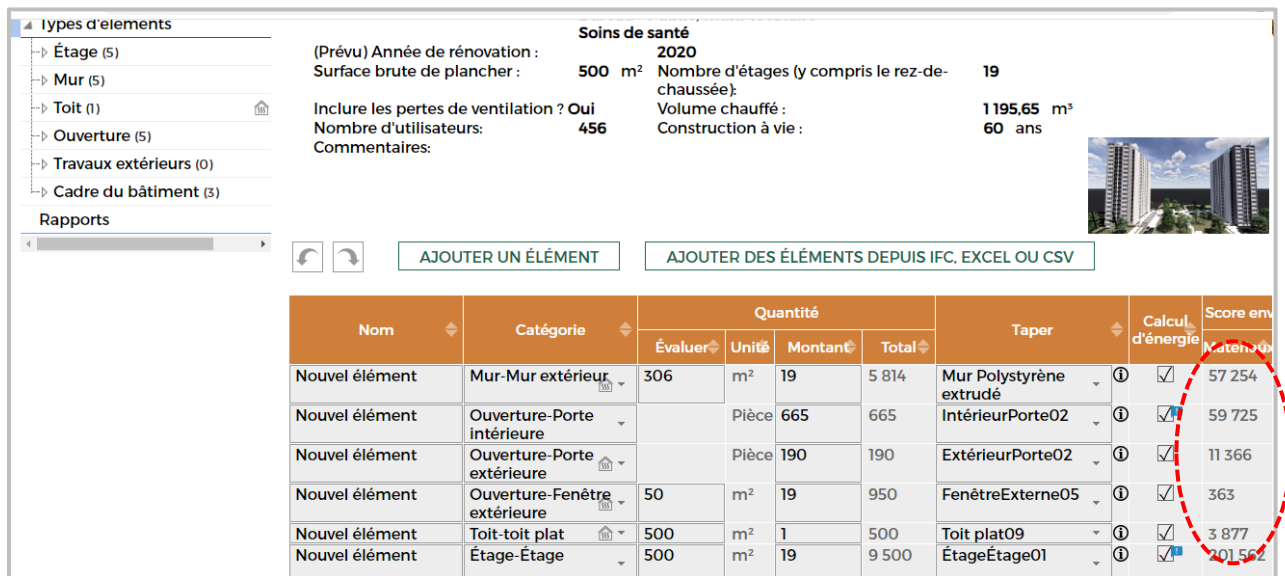 Types d'éléments
Étage (5)
Mur (5)
Toit (1)
Ouverture (5)
Travaux extérieurs (0)
Cadre du bâtiment (3)
Rapports
Soins de santé
(Prévu) Année de rénovation : 2020
Surface brute de plancher : 500 m² Nombre d'étages (y compris le rez-de- 19
chaussée):
Inclure les pertes de ventilation ? Oui Volume chauffé : 1 195,65 m³
Nombre d'utilisateurs: 456 Construction à vie : 60 ans
Commentaires:
AJOUTER UN ÉLÉMENT AJOUTER DES ÉLÉMENTS DEPUIS IFC, EXCEL OU CSV
Nom Catégorie Quantité Taper Calcul d'énergie Score env
Évaluer Unité Montant Total Matériaux
Nouvel élément Mur-Mur extérieur 306 m² 19 5 814 Mur Polystyrène 57 254
extrudé
Nouvel élément Ouverture-Porte Pièce 665 665 IntérieurPorte02 59 725
intérieure
Nouvel élément Ouverture-Porte Pièce 190 190 ExtérieurPorte02 11 366
extérieure
Nouvel élément Ouverture-Fenêtre 50 m² 19 950 FenêtreExterne05 363
extérieure
Nouvel élément Toit-toit plat 500 m² 1 500 Toit plat09 3 877
Nouvel élément Étage-Étage 500 m² 19 9 500 ÉtageÉtage01 201 562